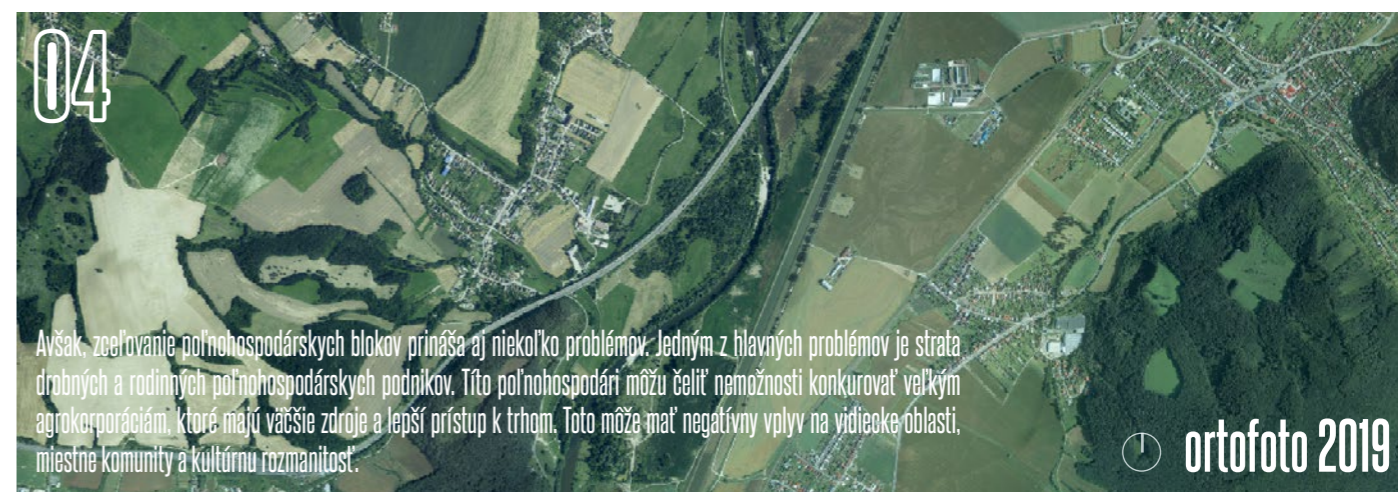 04
Avšak, zceľovanie poľnohospodárskych blokov prináša aj niekoľko problémov. Jedným z hlavných problémov je strata
drobných a rodinných poľnohospodárskych podnikov. Títo poľnohospodári môžu čeliť nemožnosti konkurovať veľkým
agrokorporáciám, ktoré majú väčšie zdroje a lepší prístup k trhom. Toto môže mať negatívny vplyv na vidiecke oblasti,
miestne komunity a kultúrnu rozmanitosť.
ortofoto 2019